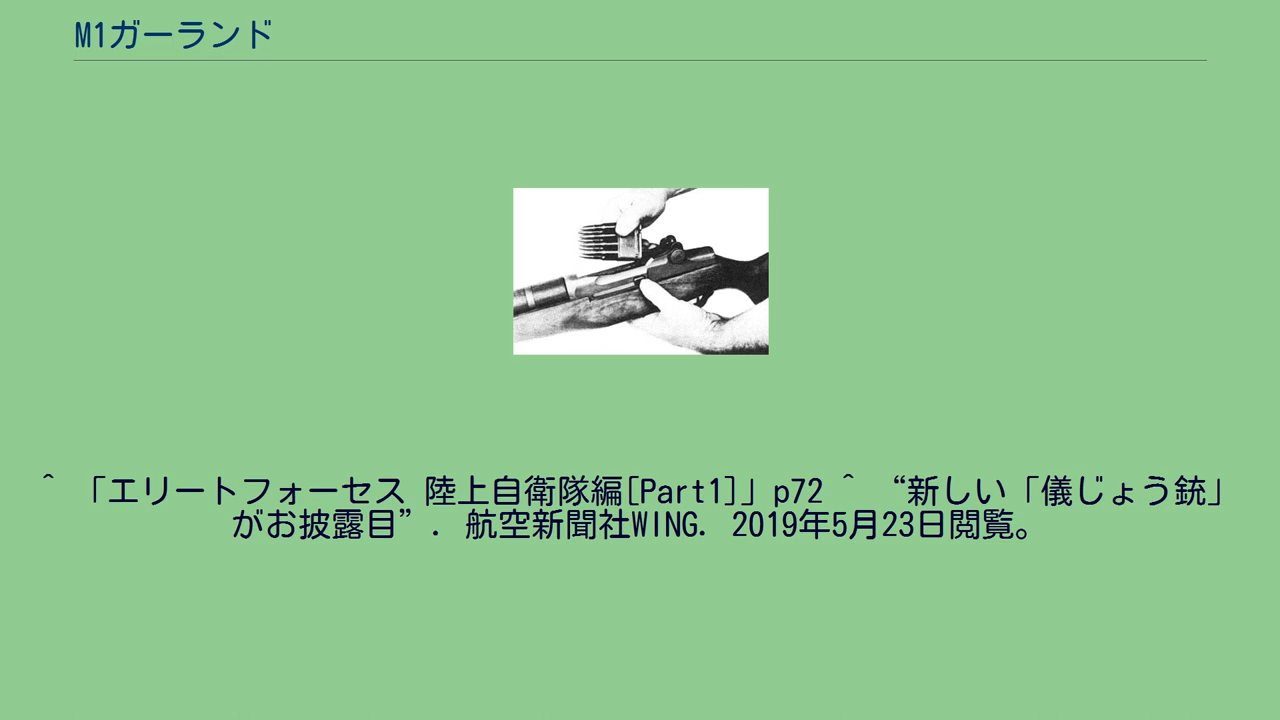 M1ガーランド
^ 「エリートフォーセス 陸上自衛隊編[Part1]」p72 ^ “新しい「儀じょう銃」
がお披露目”. 航空新聞社WING. 2019年5月23日閲覧。